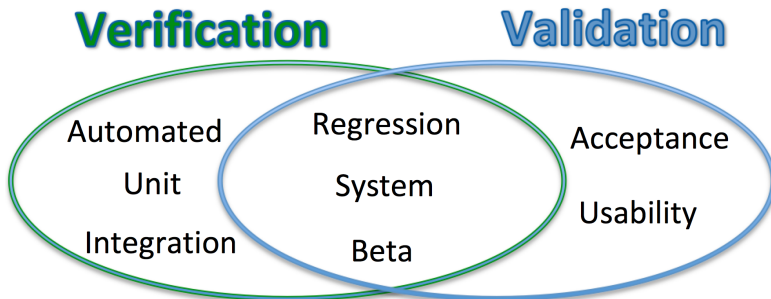 Verification
Validation
Automated
Unit
Integration
Regression
System
Beta
Acceptance
Usability